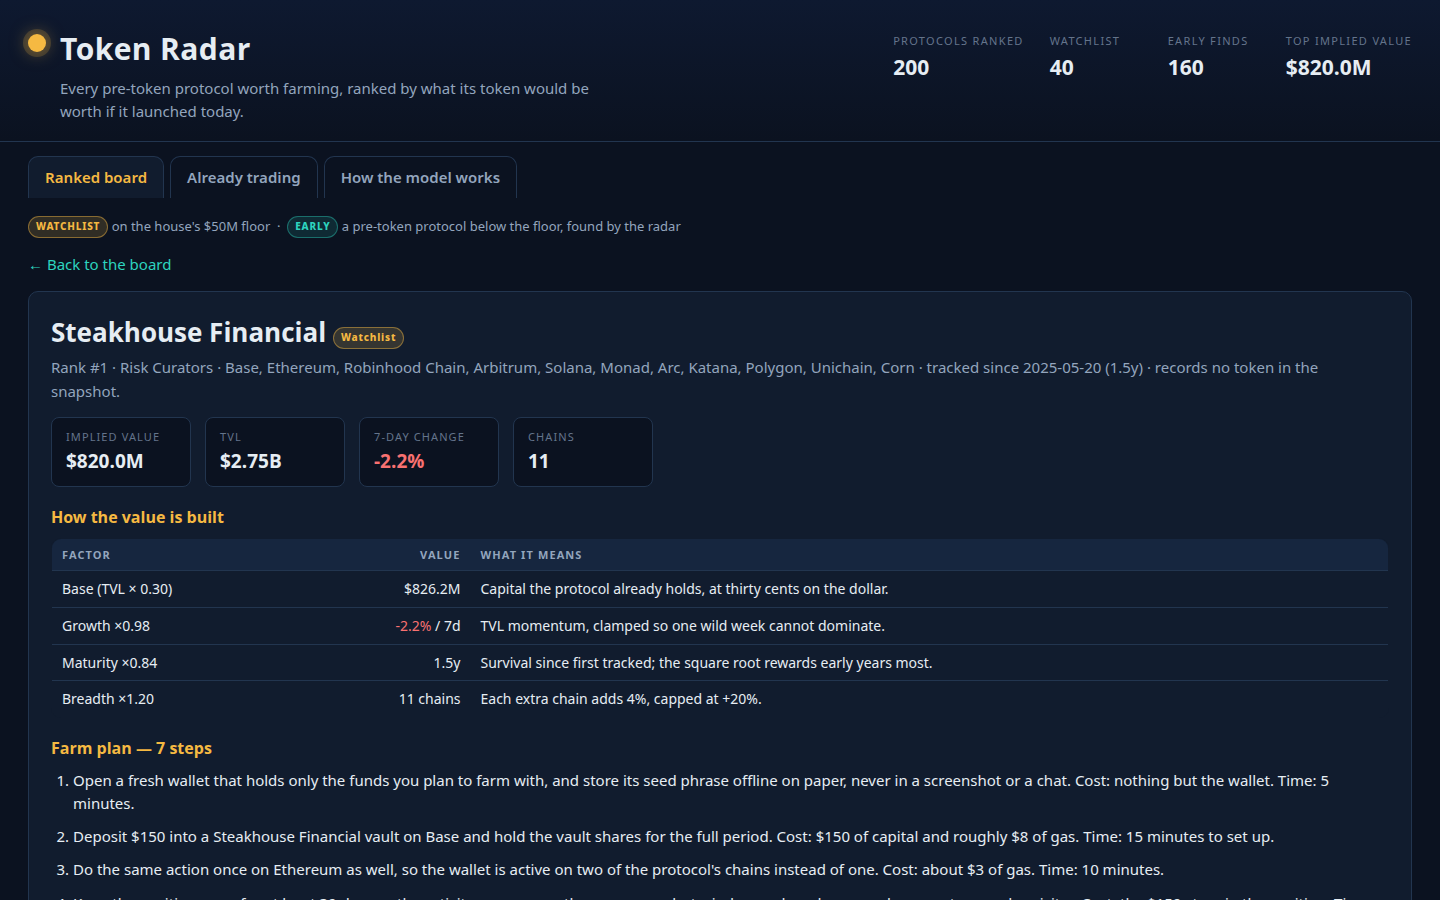 Token Radar
Every pre-token protocol worth farming, ranked by what its token would be
worth if it launched today.
PROTOCOLS RANKED
200
WATCHLIST
40
EARLY FINDS
160
TOP IMPLIED VALUE
$820.0M
Ranked board
Already trading
How the model works
WATCHLIST on the house's $50M floor · EARLY a pre-token protocol below the floor, found by the radar
← Back to the board
Steakhouse Financial Watchlist
Rank #1 · Risk Curators · Base, Ethereum, Robinhood Chain, Arbitrum, Solana, Monad, Arc, Katana, Polygon, Unichain, Corn · tracked since 2025-05-20 (1.5y) · records no token in the
snapshot.
IMPLIED VALUE
$820.0M
TVL
$2.75B
7-DAY CHANGE
-2.2%
CHAINS
11
How the value is built
FACTOR VALUE WHAT IT MEANS
Base (TVL × 0.30) $826.2M Capital the protocol already holds, at thirty cents on the dollar.
Growth ×0.98 -2.2% / 7d TVL momentum, clamped so one wild week cannot dominate.
Maturity ×0.84 1.5y Survival since first tracked; the square root rewards early years most.
Breadth ×1.20 11 chains Each extra chain adds 4%, capped at +20%.
Farm plan — 7 steps
1. Open a fresh wallet that holds only the funds you plan to farm with, and store its seed phrase offline on paper, never in a screenshot or a chat. Cost: nothing but the wallet. Time: 5
minutes.
2. Deposit $150 into a Steakhouse Financial vault on Base and hold the vault shares for the full period. Cost: $150 of capital and roughly $8 of gas. Time: 15 minutes to set up.
3. Do the same action once on Ethereum as well, so the wallet is active on two of the protocol's chains instead of one. Cost: about $3 of gas. Time: 10 minutes.